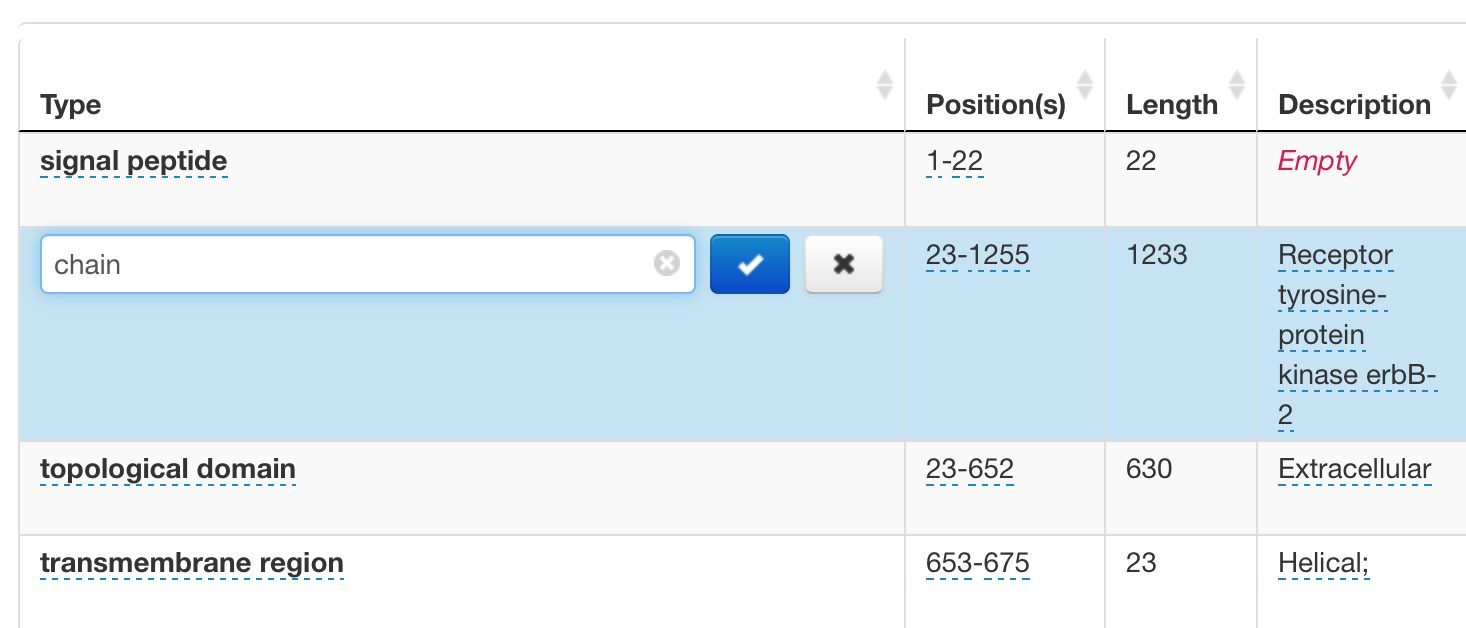 Type Position(s) Length Description
signal peptide 1-22 22 Empty
chain 23-1255 1233 Receptor
tyrosine-
protein
kinase erbB-
2
topological domain 23-652 630 Extracellular
transmembrane region 653-675 23 Helical;